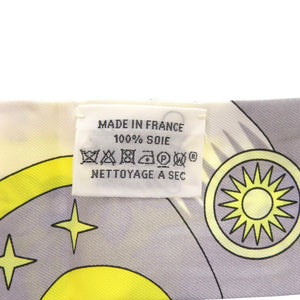 MADE IN FRANCE
100% SOIE
P W ®
NETTOYAGE A SEC